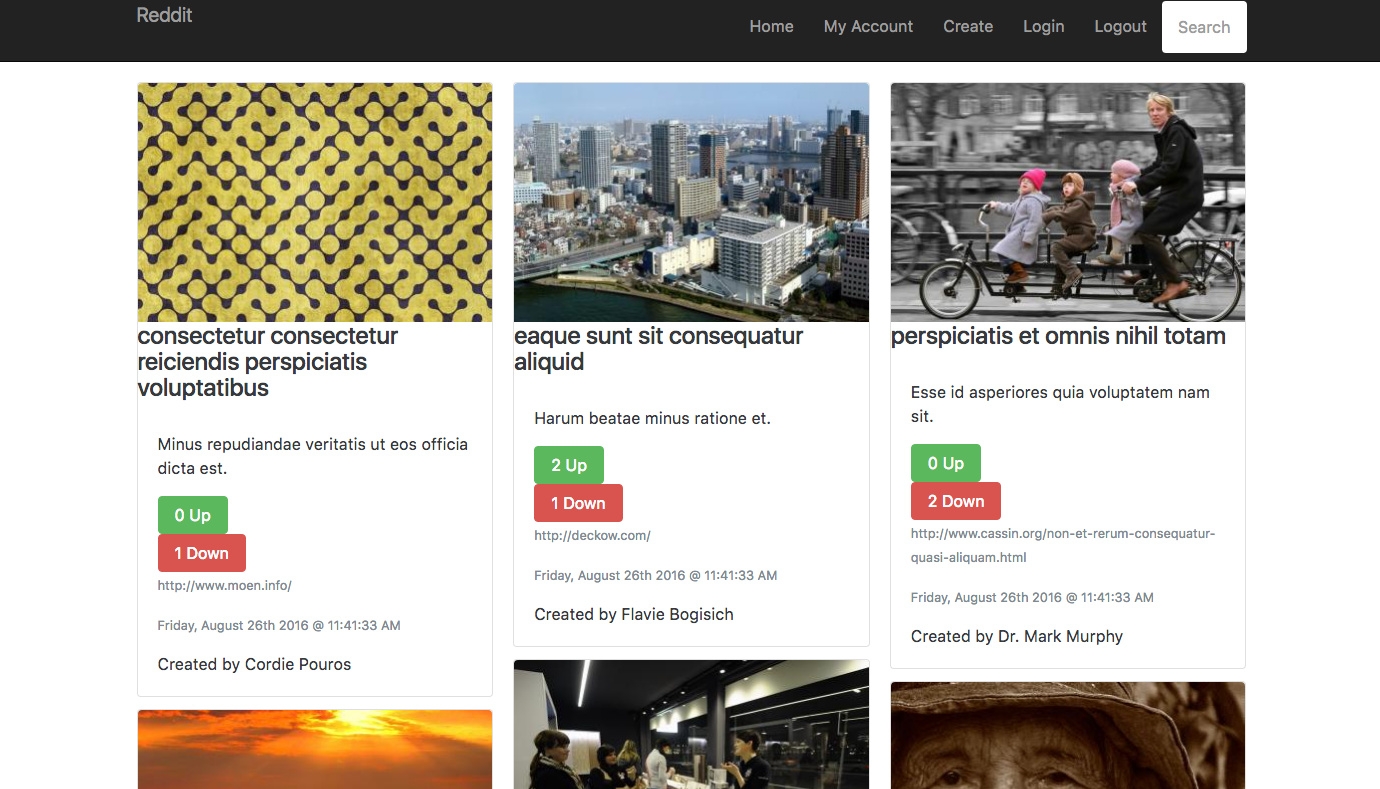 Reddit
Home
My Account
Create
Login
Logout
Search
consectetur consectetur
reiciendis perspiciatis
voluptatibus
Minus repudiandae veritatis ut eos officia
dicta est.
0 Up
1 Down
http://www.moen.info/
Friday, August 26th 2016 @ 11:41:33 AM
Created by Cordie Pouros
eaque sunt sit consequatur
aliquid
Harum beatae minus ratione et.
2 Up
1 Down
http://deckow.com/
Friday, August 26th 2016 @ 11:41:33 AM
Created by Flavie Bogisich
perspiciatis et omnis nihil totam
Esse id asperiores quia voluptatem nam
sit.
0 Up
2 Down
http://www.cassin.org/non-et-rerum-consequatur-
quasi-aliquam.html
Friday, August 26th 2016 @ 11:41:33 AM
Created by Dr. Mark Murphy